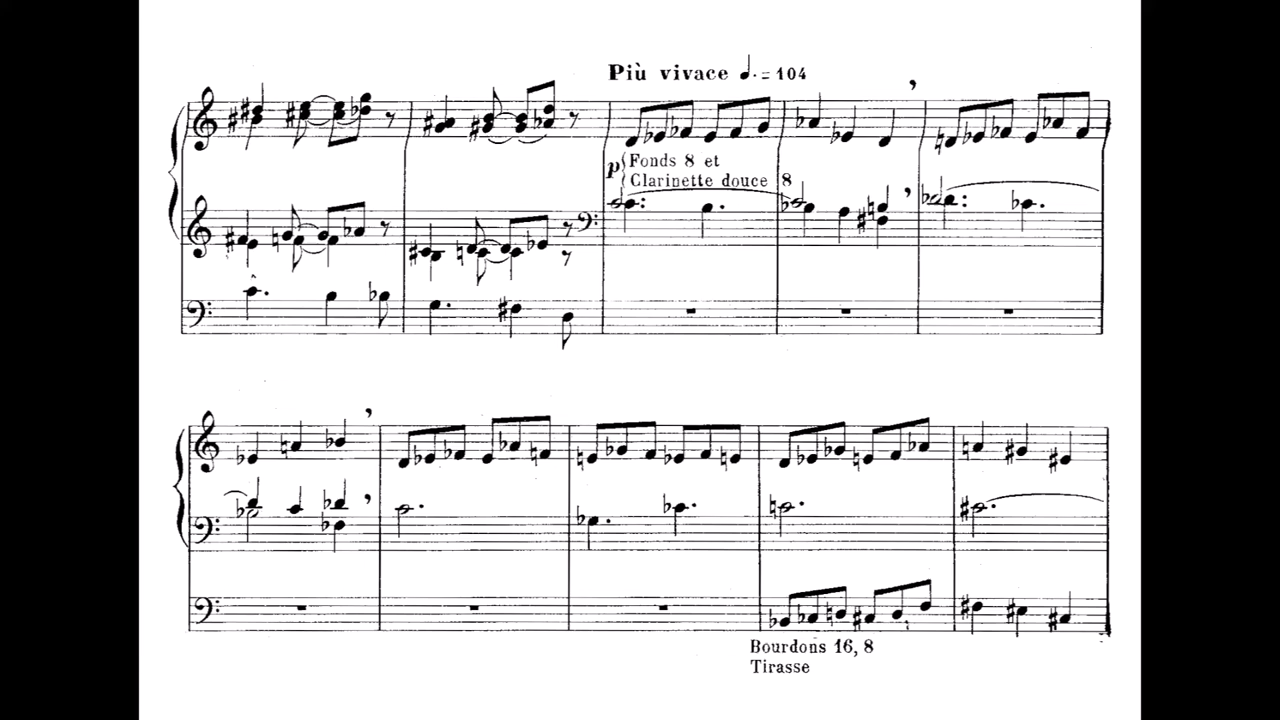 Più vivace ♩. = 104
p
Fonds 8 et
Clarinette douce 8
Bourdons 16, 8
Tirasse